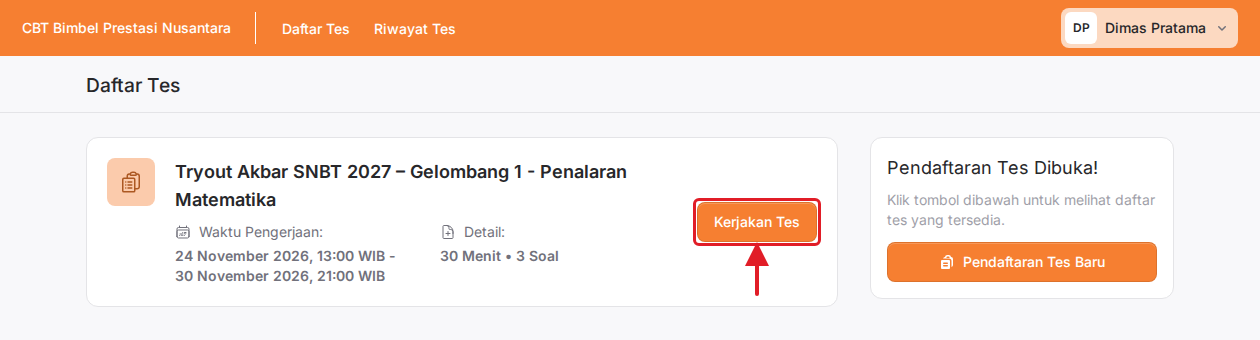 CBT Bimbel Prestasi Nusantara
Daftar Tes
Riwayat Tes
DP
Dimas Pratama
Daftar Tes
Tryout Akbar SNBT 2027 – Gelombang 1 - Penalaran
Matematika
Waktu Pengerjaan:
24 November 2026, 13:00 WIB -
30 November 2026, 21:00 WIB
Detail:
30 Menit • 3 Soal
Kerjakan Tes
Pendaftaran Tes Dibuka!
Klik tombol dibawah untuk melihat daftar
tes yang tersedia.
Pendaftaran Tes Baru